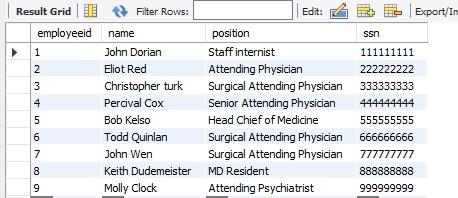 Result Grid Filter Rows: Edit: Export/In
employeeid name position ssn
1 John Dorian Staff internist 111111111
2 Eliot Red Attending Physician 222222222
3 Christopher turk Surgical Attending Physician 333333333
4 Percival Cox Senior Attending Physician 444444444
5 Bob Kelso Head Chief of Medicine 555555555
6 Todd Quinlan Surgical Attending Physician 666666666
7 John Wen Surgical Attending Physician 777777777
8 Keith Dudemeister MD Resident 888888888
9 Molly Clock Attending Psychiatrist 999999999